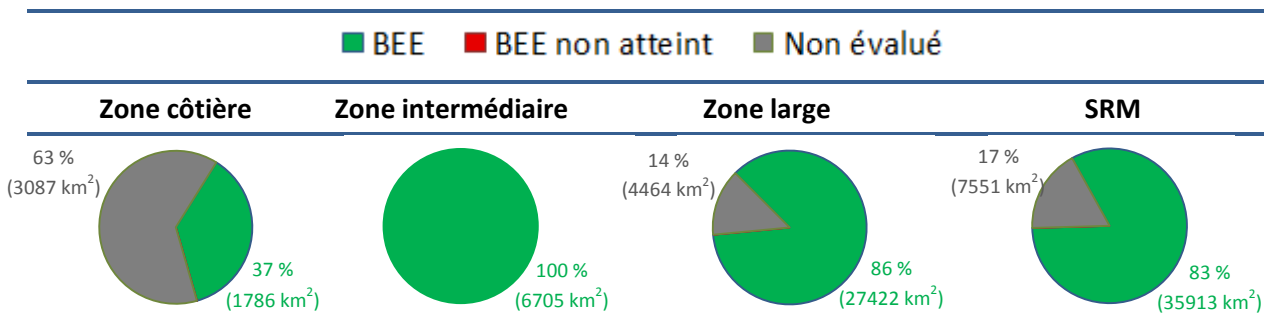 BEE BEE non atteint Non évalué
Zone côtière Zone intermédiaire Zone large SRM
63 %
(3087 km²)
37 %
(1786 km²)
100 %
(6705 km²)
14 %
(4464 km²)
86 %
(27422 km²)
17 %
(7551 km²)
83 %
(35913 km²)